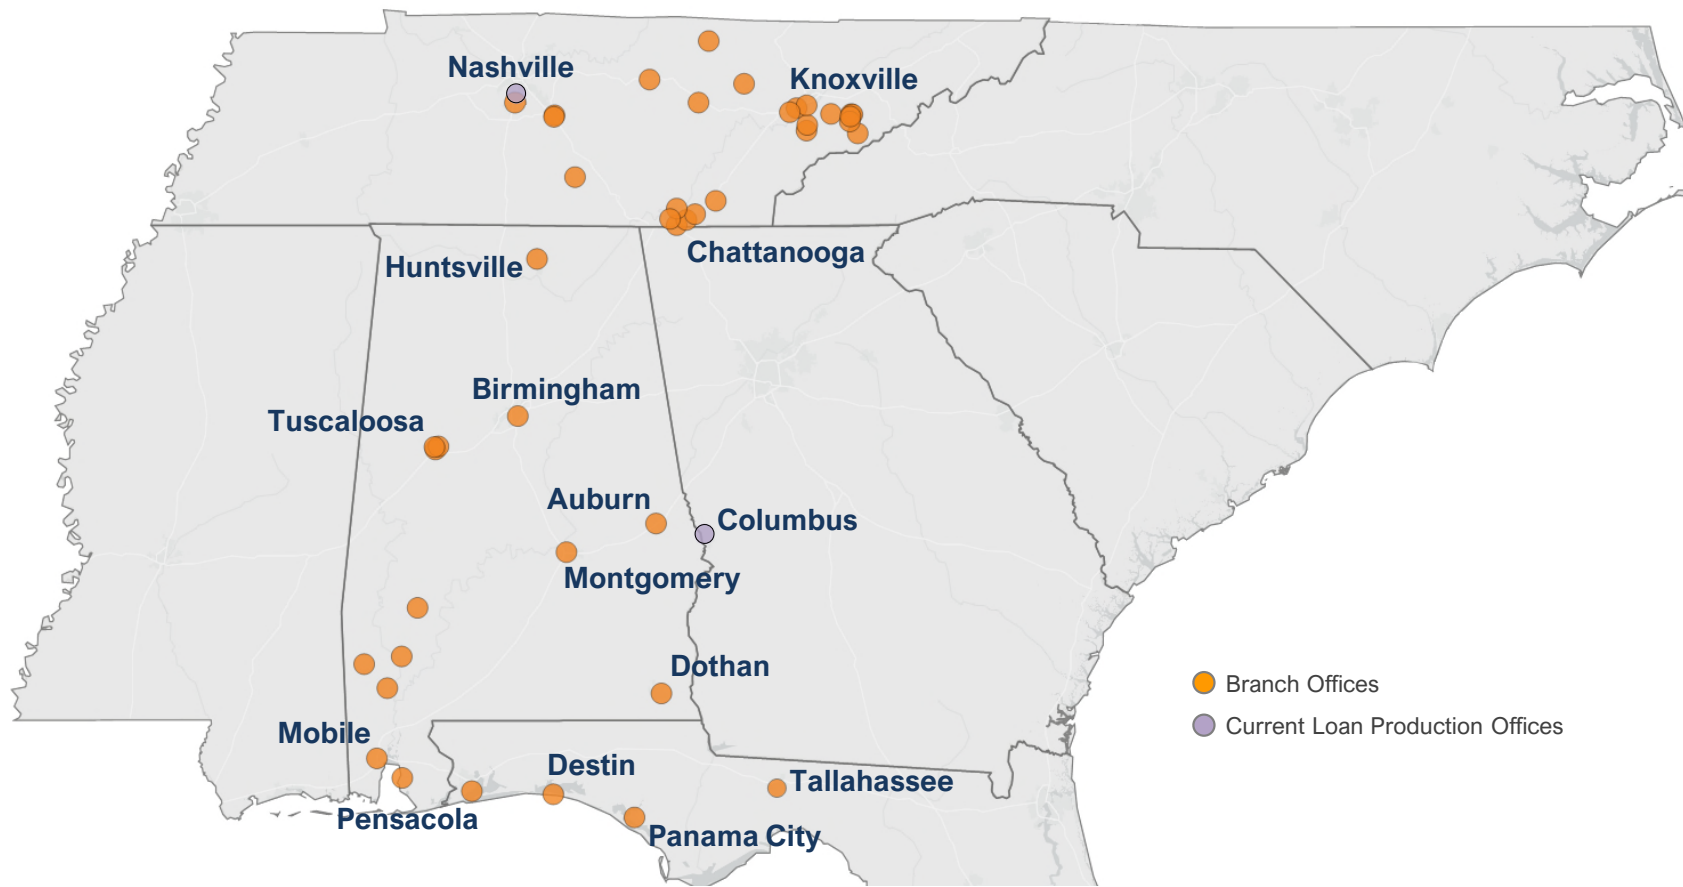 Nashville
Knoxville
Chattanooga
Huntsville
Birmingham
Tuscaloosa
Auburn
Columbus
Montgomery
Dothan
Branch Offices
Current Loan Production Offices
Mobile
Destin
Tallahassee
Pensacola
Panama City